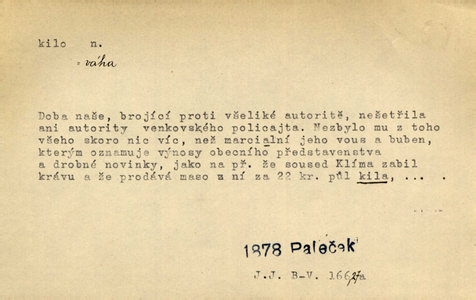 kilo n.
= váha
Doba naše, brojící proti všeliké autoritě, nešetřila
ani autority venkovského policajta. Nezbylo mu z toho
všeho skoro nic víc, než marcialní jeho vous a buben,
kterým oznamuje výnosy obecního představenstva
a drobné novinky, jako na př. že soused Klíma zabil
krávu a že prodává maso z ní za 22 kr. půl kila, ... .
1878 Paleček
J.J. B-V.